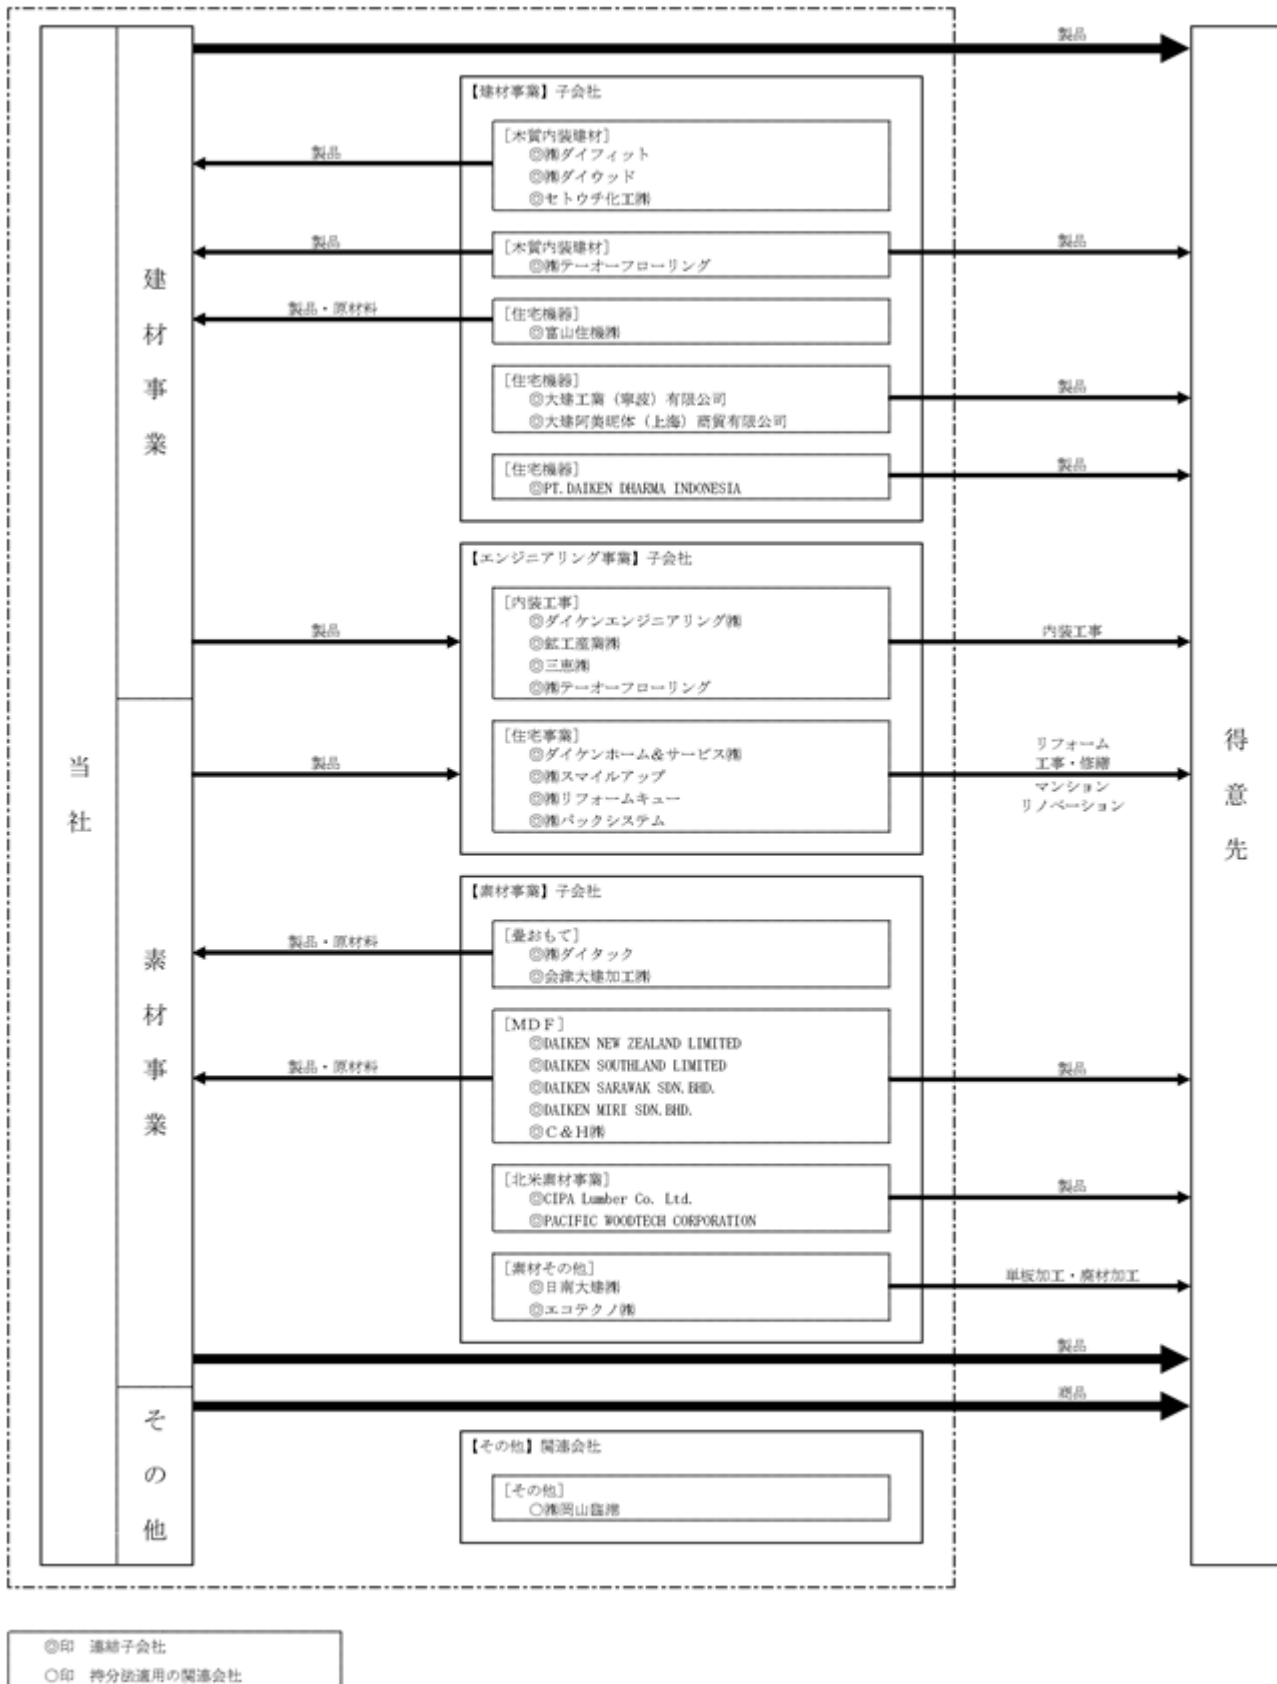 製品
【建材事業】子会社
［木質内装建材］
◎㈱ダイフィット
◎㈱ダイウッド
◎セトウチ化工㈱
製品
［木質内装建材］
◎㈱テーオーフローリング
製品
製品
［住宅機器］
◎富山住機㈱
製品・原材料
［住宅機器］
◎大建工業（寧波）有限公司
◎大建阿美昵体（上海）商貿有限公司
製品
［住宅機器］
◎PT.DAIKEN DHARMA INDONESIA
製品
建材事業
【エンジニアリング事業】子会社
［内装工事］
◎ダイケンエンジニアリング㈱
◎鉱工産業㈱
◎三恵㈱
◎㈱テーオーフローリング
製品
内装工事
［住宅事業］
◎ダイケンホーム&サービス㈱
◎㈱スマイルアップ
◎㈱リフォームキュー
◎㈱パックシステム
製品
リフォーム
工事・修繕
マンション
リノベーション
当社
得意先
【素材事業】子会社
［畳おもて］
◎㈱ダイタック
◎会津大建加工㈱
製品・原材料
［ＭＤＦ］
◎DAIKEN NEW ZEALAND LIMITED
◎DAIKEN SOUTHLAND LIMITED
◎DAIKEN SARAWAK SDN.BHD.
◎DAIKEN MIRI SDN.BHD.
◎Ｃ＆Ｈ㈱
製品・原材料
製品
素材事業
［北米素材事業］
◎CIPA Lumber Co. Ltd.
◎PACIFIC WOODTECH CORPORATION
製品
［素材その他］
◎日南大建㈱
◎エコテクノ㈱
単板加工・廃材加工
製品
商品
その他
【その他】関連会社
［その他］
○㈱岡山臨港
◎印 連結子会社
○印 持分法適用の関連会社